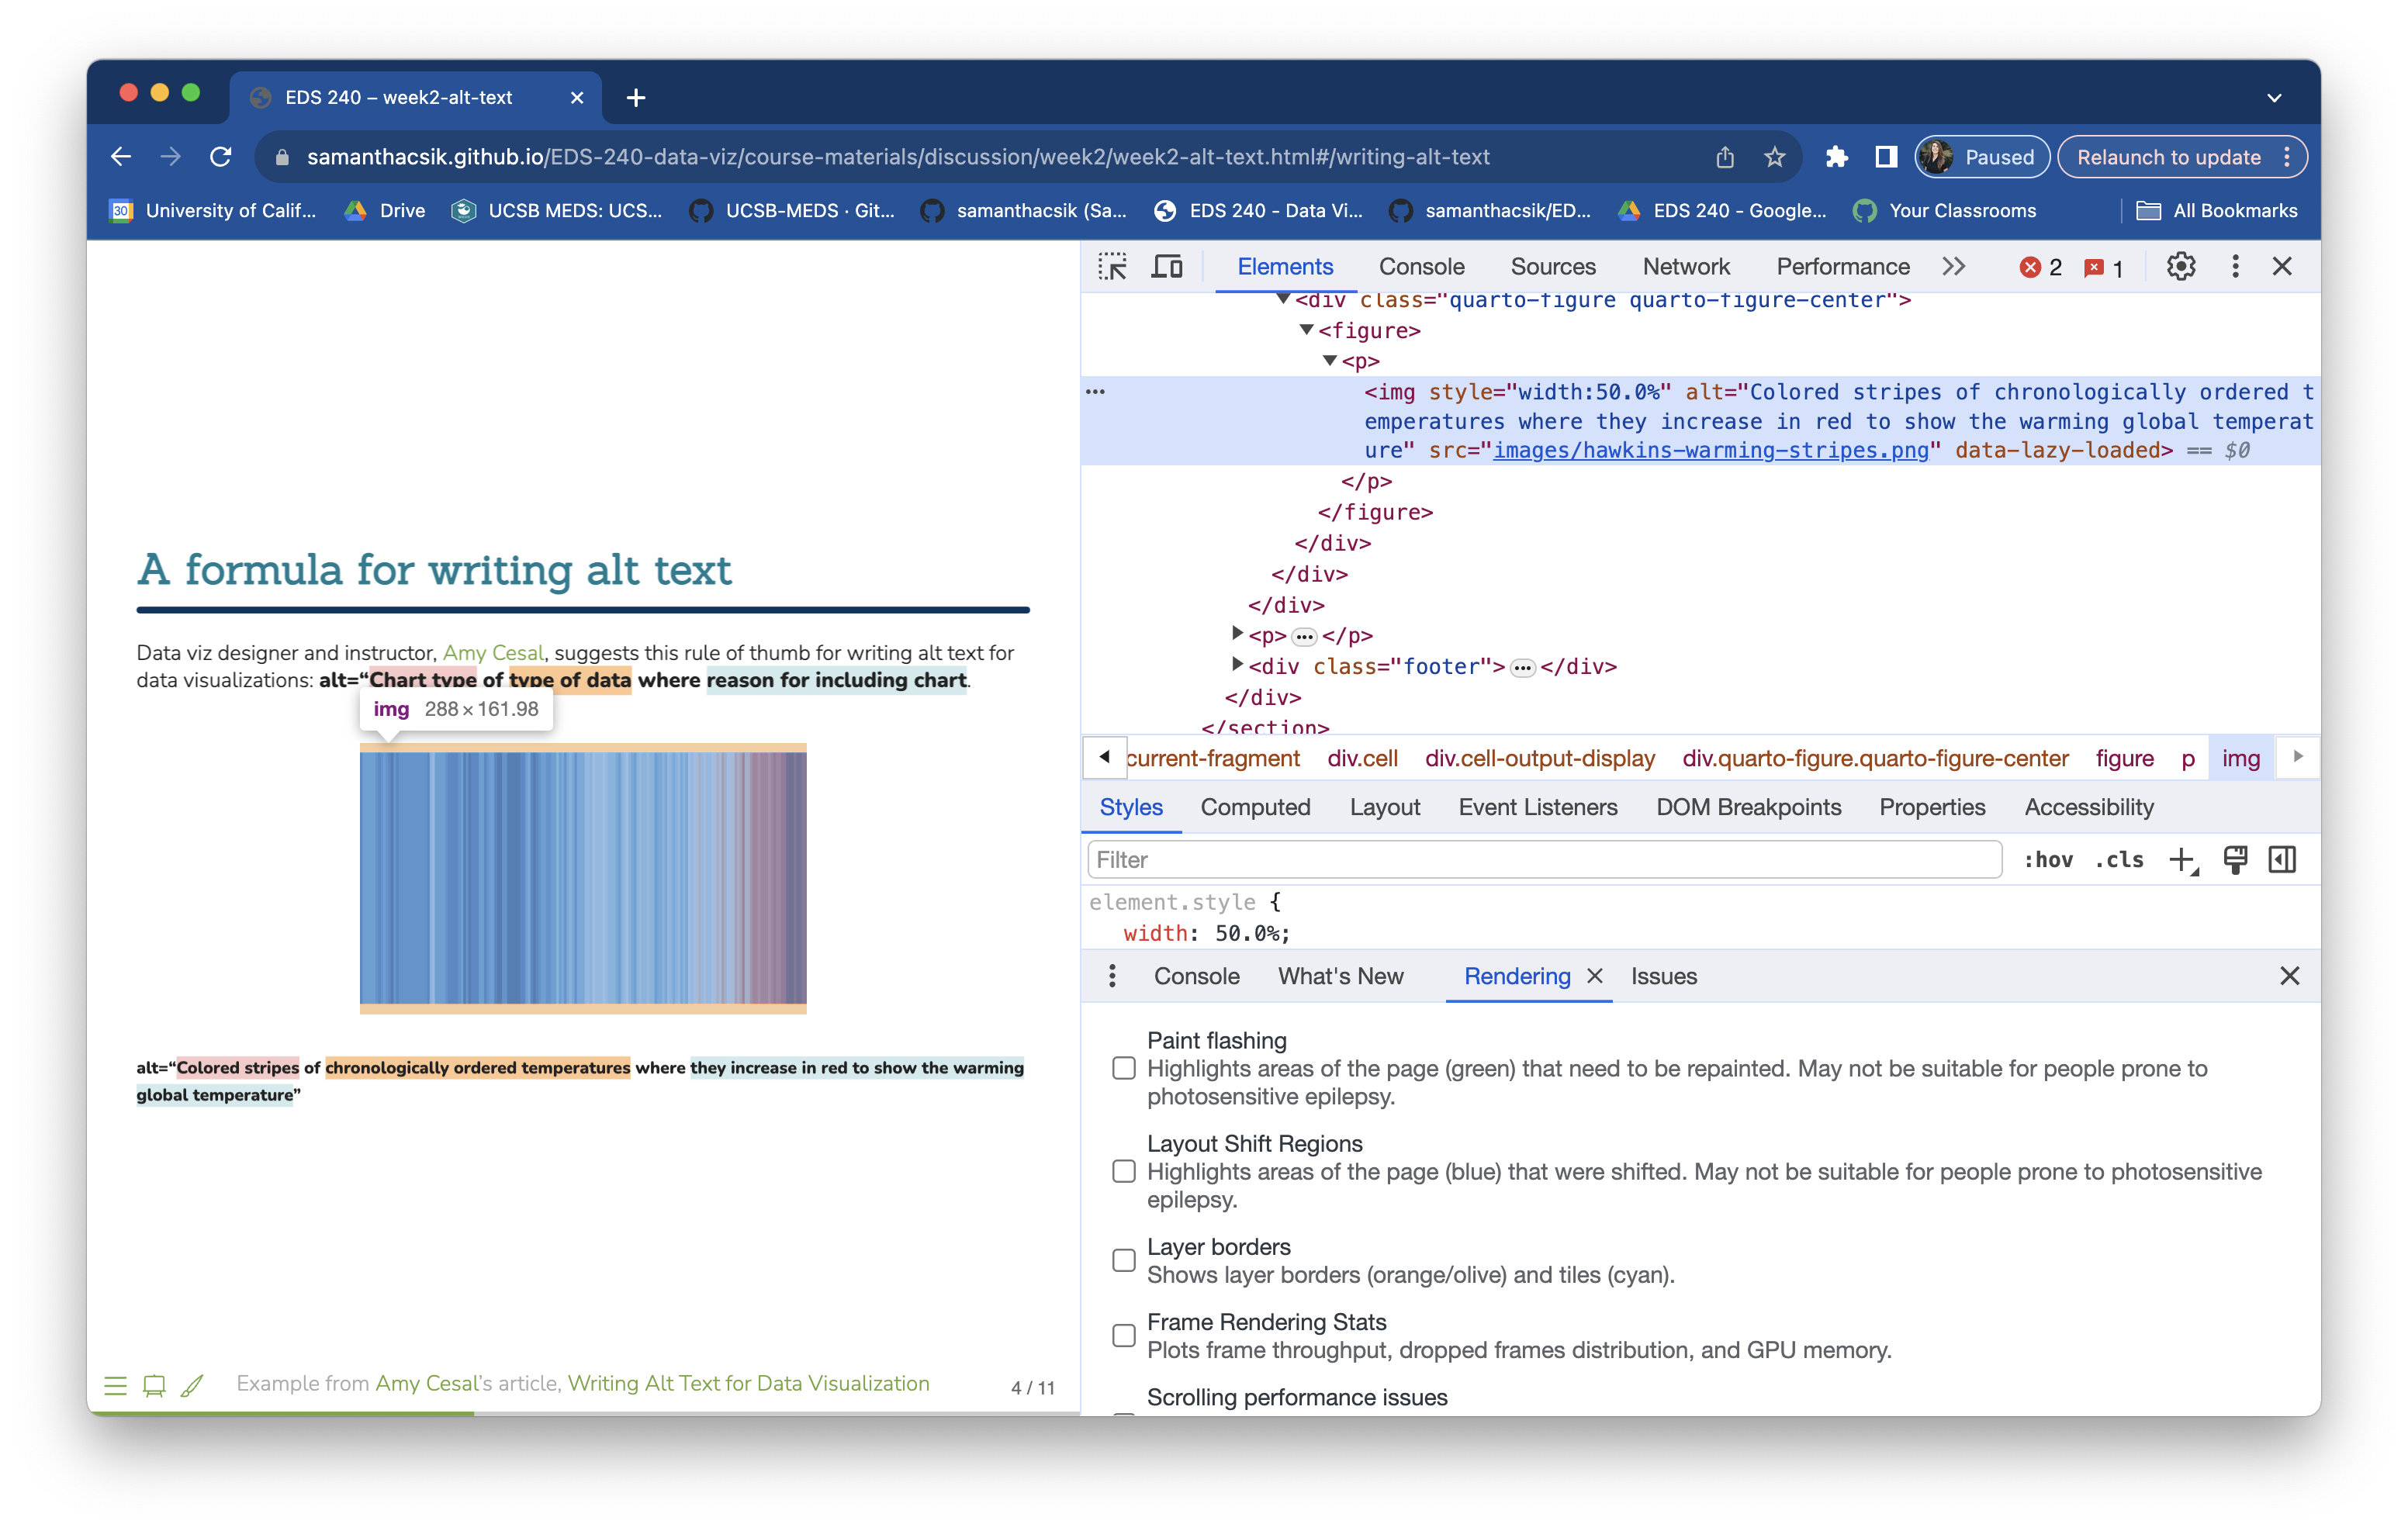 EDS 240 – week2-alt-text
samanthacsik.github.io/EDS-240-data-viz/course-materials/discussion/week2/week2-alt-text.html#/writing-alt-text
Paused
Relaunch to update
30 University of Calif...
Drive
UCSB MEDS: UCS...
UCSB-MEDS · Git...
samanthacsik (Sa...
EDS 240 - Data Vi...
samanthacsik/ED...
EDS 240 - Google...
Your Classrooms
All Bookmarks
A formula for writing alt text
Data viz designer and instructor, Amy Cesal, suggests this rule of thumb for writing alt text for
data visualizations: alt=“Chart type of type of data where reason for including chart.
img 288×161.98
alt=“Colored stripes of chronologically ordered temperatures where they increase in red to show the warming
global temperature”
Example from Amy Cesal’s article, Writing Alt Text for Data Visualization
4 / 11
Elements Console Sources Network Performance 2 1
<div class="quarto-figure quarto-figure-center">
<figure>
<p>
<img style="width:50.0%" alt="Colored stripes of chronologically ordered t
emperatures where they increase in red to show the warming global temperat
ure" src="images/hawkins-warming-stripes.png" data-lazy-loaded> == $0
</p>
</figure>
</div>
</div>
</div>
<p>…</p>
<div class="footer">…</div>
</div>
</section>
current-fragment div.cell div.cell-output-display div.quarto-figure.quarto-figure-center figure p img
Styles Computed Layout Event Listeners DOM Breakpoints Properties Accessibility
Filter :hov .cls
element.style {
width: 50.0%;
Console What's New Rendering Issues
Paint flashing
Highlights areas of the page (green) that need to be repainted. May not be suitable for people prone to
photosensitive epilepsy.
Layout Shift Regions
Highlights areas of the page (blue) that were shifted. May not be suitable for people prone to photosensitive
epilepsy.
Layer borders
Shows layer borders (orange/olive) and tiles (cyan).
Frame Rendering Stats
Plots frame throughput, dropped frames distribution, and GPU memory.
Scrolling performance issues